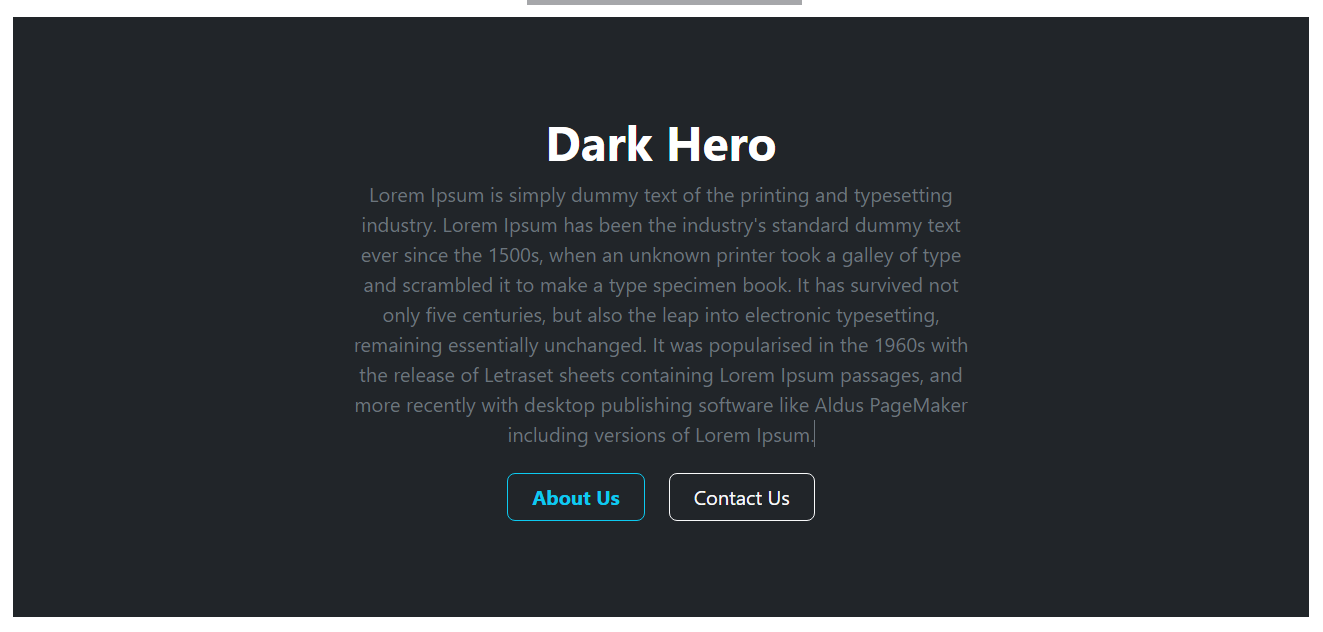 Dark Hero
Lorem Ipsum is simply dummy text of the printing and typesetting
industry. Lorem Ipsum has been the industry's standard dummy text
ever since the 1500s, when an unknown printer took a galley of type
and scrambled it to make a type specimen book. It has survived not
only five centuries, but also the leap into electronic typesetting,
remaining essentially unchanged. It was popularised in the 1960s with
the release of Letraset sheets containing Lorem Ipsum passages, and
more recently with desktop publishing software like Aldus PageMaker
including versions of Lorem Ipsum.
About Us
Contact Us